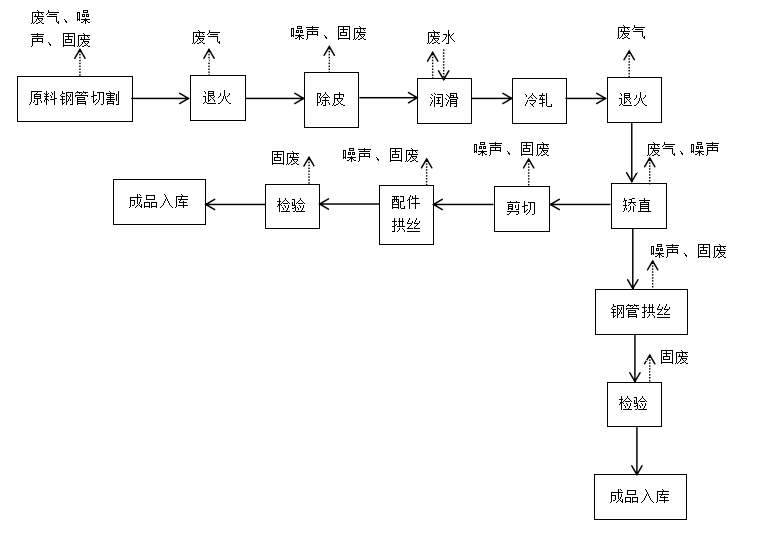 废气、噪
声、固废
废气
噪声、固废
废水
废气
原料钢管切割
退火
除皮
润滑
冷轧
退火
固废
噪声、固废
噪声、固废
废气、噪声
成品入库
检验
配件
拱丝
剪切
矫直
噪声、固废
钢管拱丝
固废
检验
成品入库